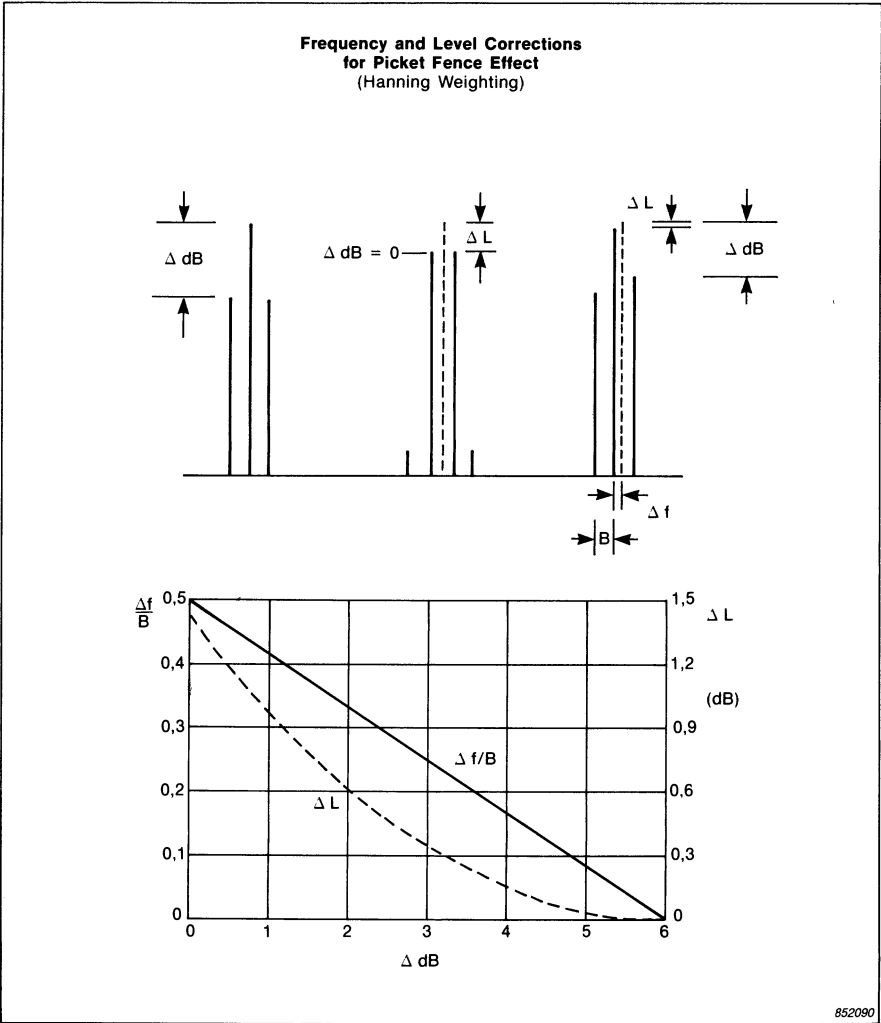 Frequency and Level Corrections
for Picket Fence Effect
(Hanning Weighting)
Δ dB
Δ dB = 0
Δ L
Δ L
Δ dB
Δ f
B
Δf
B
0,5
0,4
0,3
0,2
0,1
0
1,5
1,2
0,9
0,6
0,3
0
Δ L
(dB)
Δ f/B
Δ L
0 1 2 3 4 5 6
Δ dB
852090